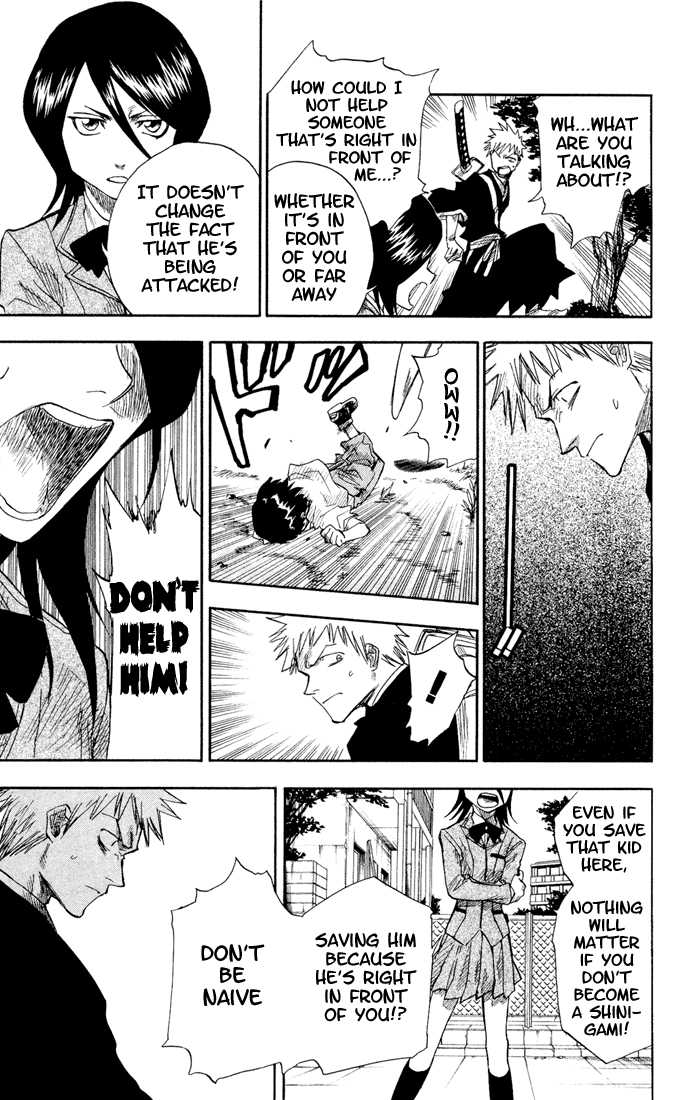 WH...WHAT
ARE YOU
TALKING
ABOUT!?
HOW COULD I
NOT HELP
SOMEONE
THAT'S RIGHT IN
FRONT OF
ME...?
WHETHER
IT'S IN
FRONT OF
YOU OR FAR
AWAY
IT DOESN'T
CHANGE
THE FACT
THAT HE'S
BEING
ATTACKED!
OWW!!
ドッ
!
DON'T
HELP
HIM!
EVEN IF
YOU SAVE
THAT KID
HERE,
NOTHING
WILL
MATTER
IF YOU
DON'T
BECOME
A SHINI-
GAMI!
SAVING HIM
BECAUSE
HE'S RIGHT
IN FRONT
OF YOU!?
DON'T
BE
NAIVE